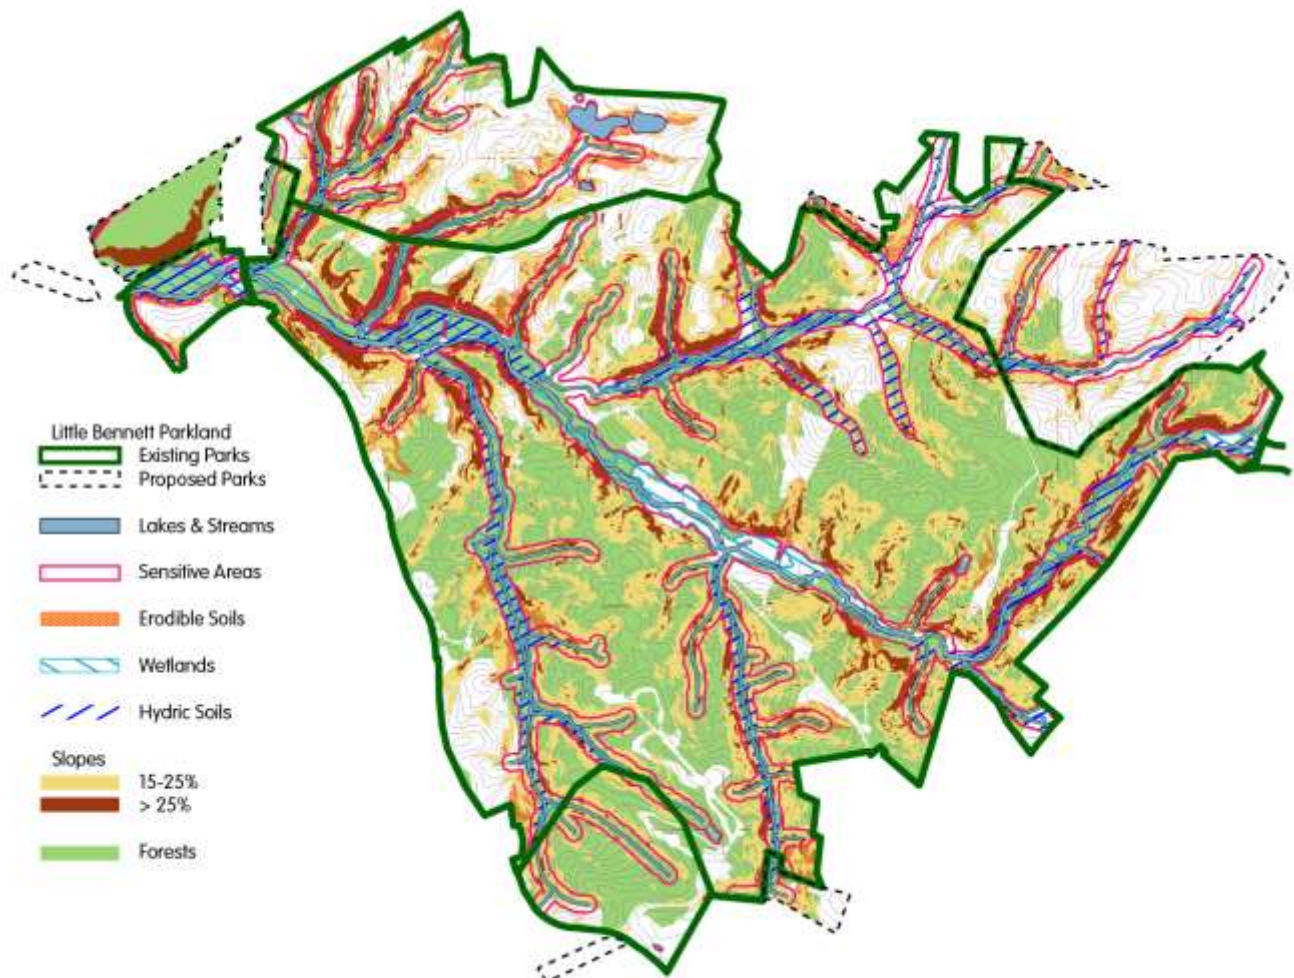 Little Bennett Parkland
Existing Parks
Proposed Parks
Lakes & Streams
Sensitive Areas
Erodible Soils
Wetlands
Hydric Soils
Slopes
15-25%
> 25%
Forests